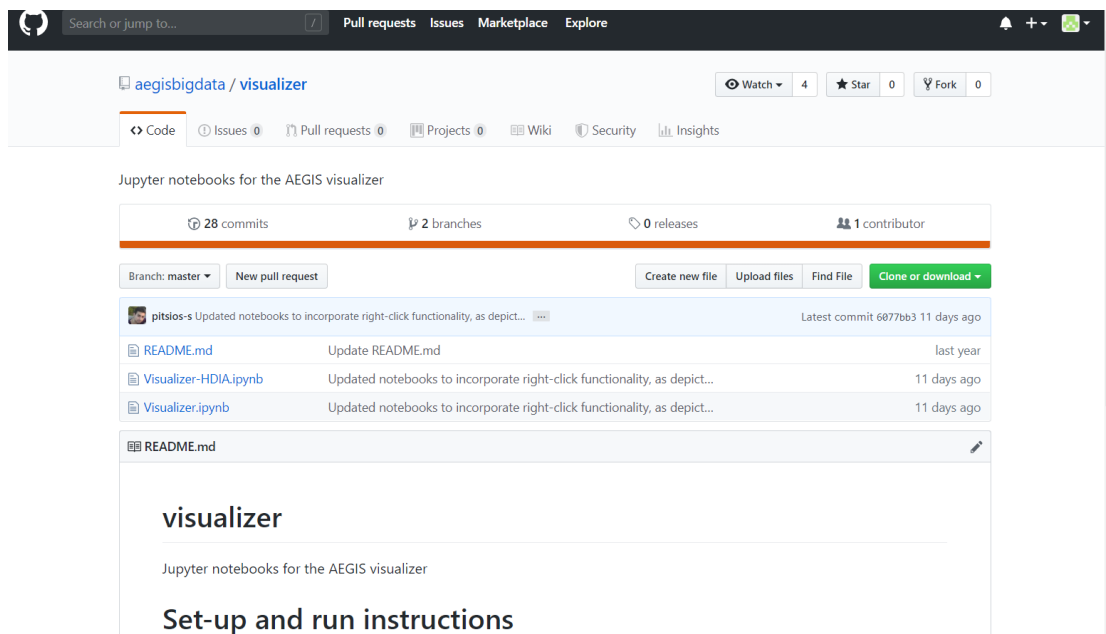 Search or jump to... /
Pull requests Issues Marketplace Explore
aegisbigdata / visualizer
Watch 4 Star 0 Fork 0
Code Issues 0 Pull requests 0 Projects 0 Wiki Security Insights
Jupyter notebooks for the AEGIS visualizer
28 commits 2 branches 0 releases 1 contributor
Branch: master New pull request Create new file Upload files Find File Clone or download
pitsios-s Updated notebooks to incorporate right-click functionality, as depict... ... Latest commit 6077bb3 11 days ago
README.md Update README.md last year
Visualizer-HDIA.ipynb Updated notebooks to incorporate right-click functionality, as depict... 11 days ago
Visualizer.ipynb Updated notebooks to incorporate right-click functionality, as depict... 11 days ago
README.md
visualizer
Jupyter notebooks for the AEGIS visualizer
Set-up and run instructions